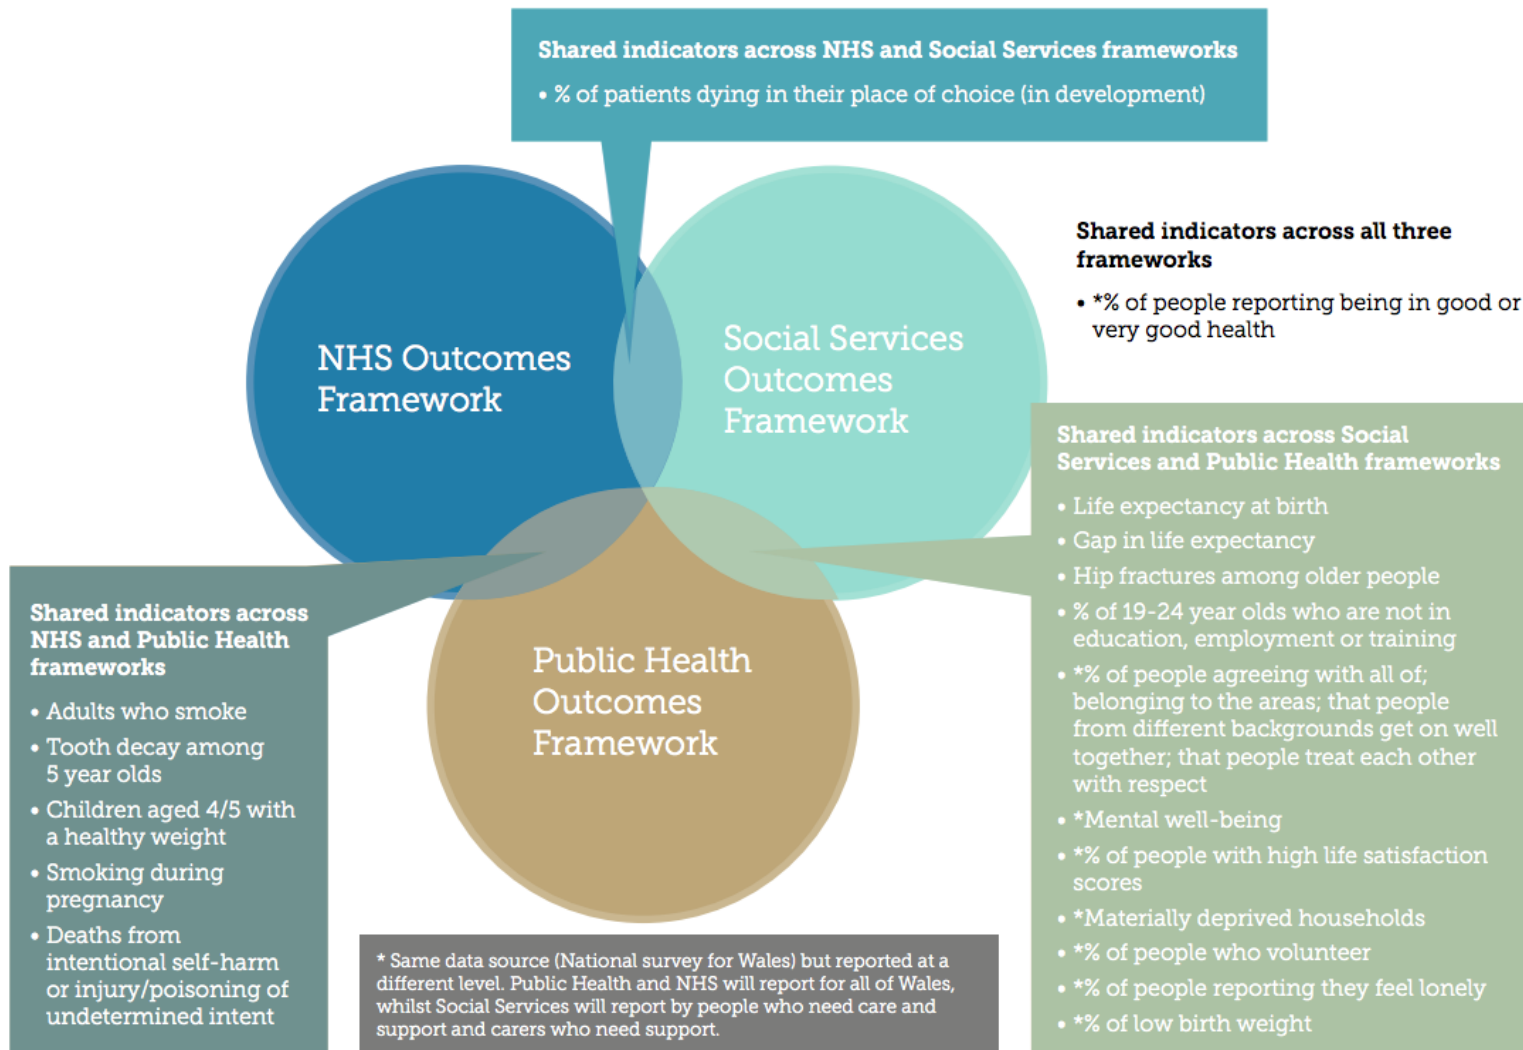 Shared indicators across NHS and Social Services frameworks
• % of patients dying in their place of choice (in development)
NHS Outcomes
Framework
Social Services
Outcomes
Framework
Shared indicators across all three
frameworks
• *% of people reporting being in good or
very good health
Shared indicators across Social
Services and Public Health frameworks
• Life expectancy at birth
• Gap in life expectancy
• Hip fractures among older people
• % of 19-24 year olds who are not in
education, employment or training
• *% of people agreeing with all of;
belonging to the areas; that people
from different backgrounds get on well
together; that people treat each other
with respect
• *Mental well-being
• *% of people with high life satisfaction
scores
• *Materially deprived households
• *% of people who volunteer
• *% of people reporting they feel lonely
• *% of low birth weight
Shared indicators across
NHS and Public Health
frameworks
• Adults who smoke
• Tooth decay among
5 year olds
• Children aged 4/5 with
a healthy weight
• Smoking during
pregnancy
• Deaths from
intentional self-harm
or injury/poisoning of
undetermined intent
Public Health
Outcomes
Framework
* Same data source (National survey for Wales) but reported at a
different level. Public Health and NHS will report for all of Wales,
whilst Social Services will report by people who need care and
support and carers who need support.